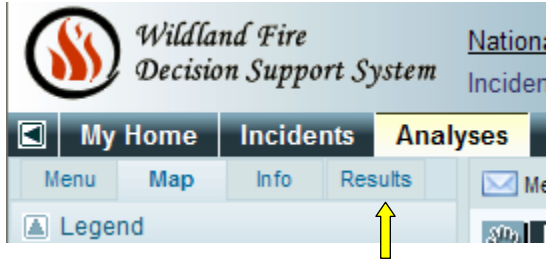 Wildland Fire
Decision Support System
Nationa
Inciden
My Home Incidents Analyses
Menu Map Info Results
Me
Legend